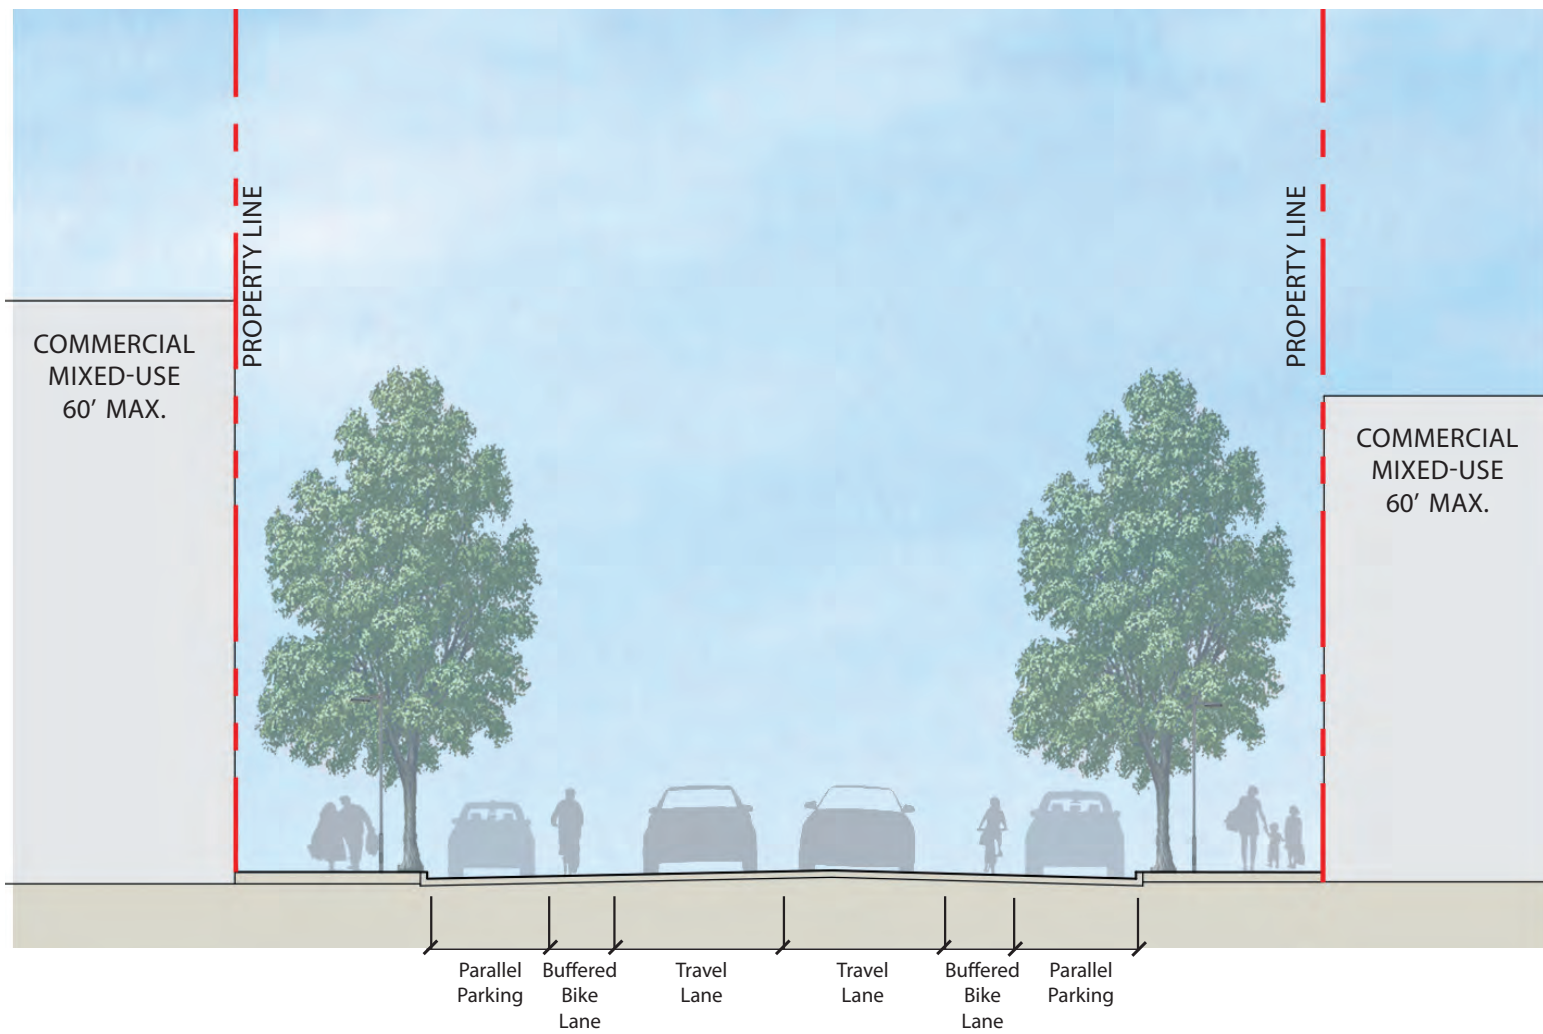 PROPERTY LINE
PROPERTY LINE
COMMERCIAL
MIXED-USE
60’ MAX.
COMMERCIAL
MIXED-USE
60’ MAX.
Parallel
Parking
Buffered
Bike
Lane
Travel
Lane
Travel
Lane
Buffered
Bike
Lane
Parallel
Parking